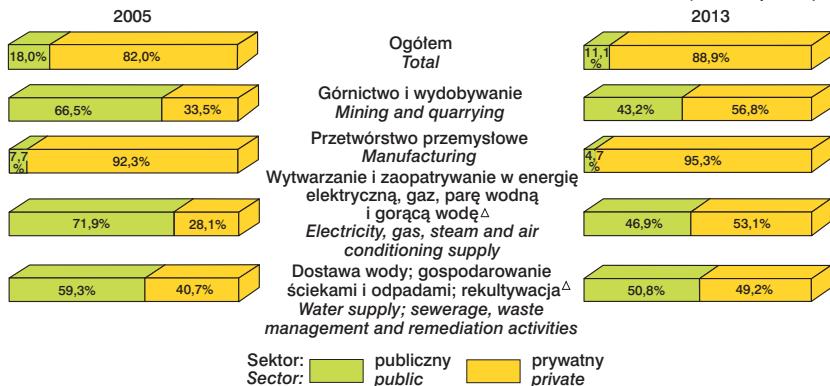 2005
2013
Ogółem
Total
18,0% 82,0%
11,1% 88,9%
Górnictwo i wydobywanie
Mining and quarrying
66,5% 33,5%
43,2% 56,8%
Przetwórstwo przemysłowe
Manufacturing
7,7% 92,3%
4,7% 95,3%
Wytwarzanie i zaopatrywanie w energię
elektryczną, gaz, parę wodną
i gorącą wodę△
Electricity, gas, steam and air
conditioning supply
71,9% 28,1%
46,9% 53,1%
Dostawa wody; gospodarowanie
ściekami i odpadami; rekultywacja△
Water supply; sewerage, waste
management and remediation activities
59,3% 40,7%
50,8% 49,2%
Sektor: publiczny prywatny
Sector: public private